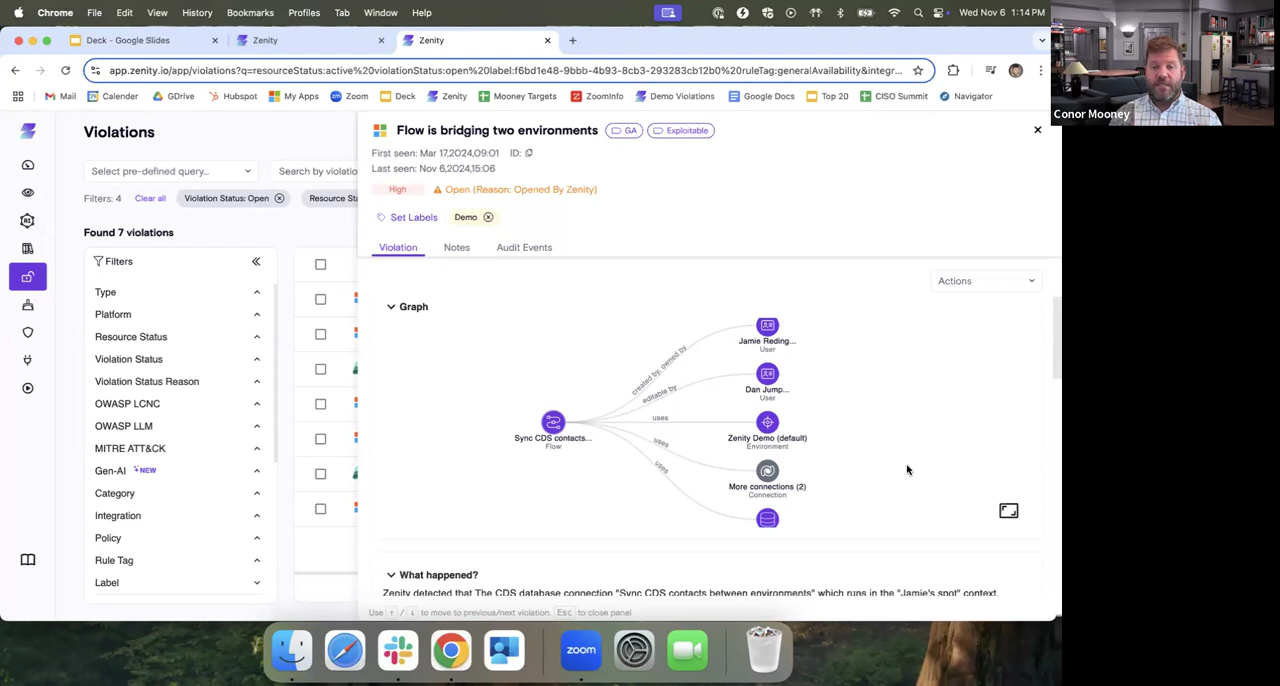 Chrome File Edit View History Bookmarks Profiles Tab Window Help Wed Nov 6 1:14 PM
Deck - Google Slides Zenity Zenity
app.zenity.io/app/violations?q=resourceStatus:active%20violationStatus:open%20label:f6bd1e48-9bbb-4b93-8cb3-293283cb12b0%20ruleTag:generalAvailability&integr...
Mail Calendar GDrive Hubspot My Apps Zoom Deck Zenity Mooney Targets ZoomInfo Demo Violations Google Docs Top 20 CISO Summit Navigator
Conor Mooney
Violations
Select pre-defined query...
Search by violatio
Filters: 4 Clear all Violation Status: Open Resource Sta
Found 7 violations
Filters
Type
Platform
Resource Status
Violation Status
Violation Status Reason
OWASP LCNC
OWASP LLM
MITRE ATT&CK
Gen-AI NEW
Category
Integration
Policy
Rule Tag
Label
Flow is bridging two environments GA Exploitable
First seen: Mar 17,2024,09:01 ID:
Last seen: Nov 6,2024,15:06
High Open (Reason: Opened By Zenity)
Set Labels Demo
Violation Notes Audit Events
Actions
Graph
Sync CDS contacts...
Flow
created by, owned by
editable by
uses
uses
uses
Jamie Reding...
User
Dan Jump...
User
Zenity Demo (default)
Environment
More connections (2)
Connection
What happened?
Zenity detected that The CDS database connection "Sync CDS contacts between environments" which runs in the "Jamie's spot" context.
Use ↑ / ↓ to move to previous/next violation. Esc to close panel
zoom